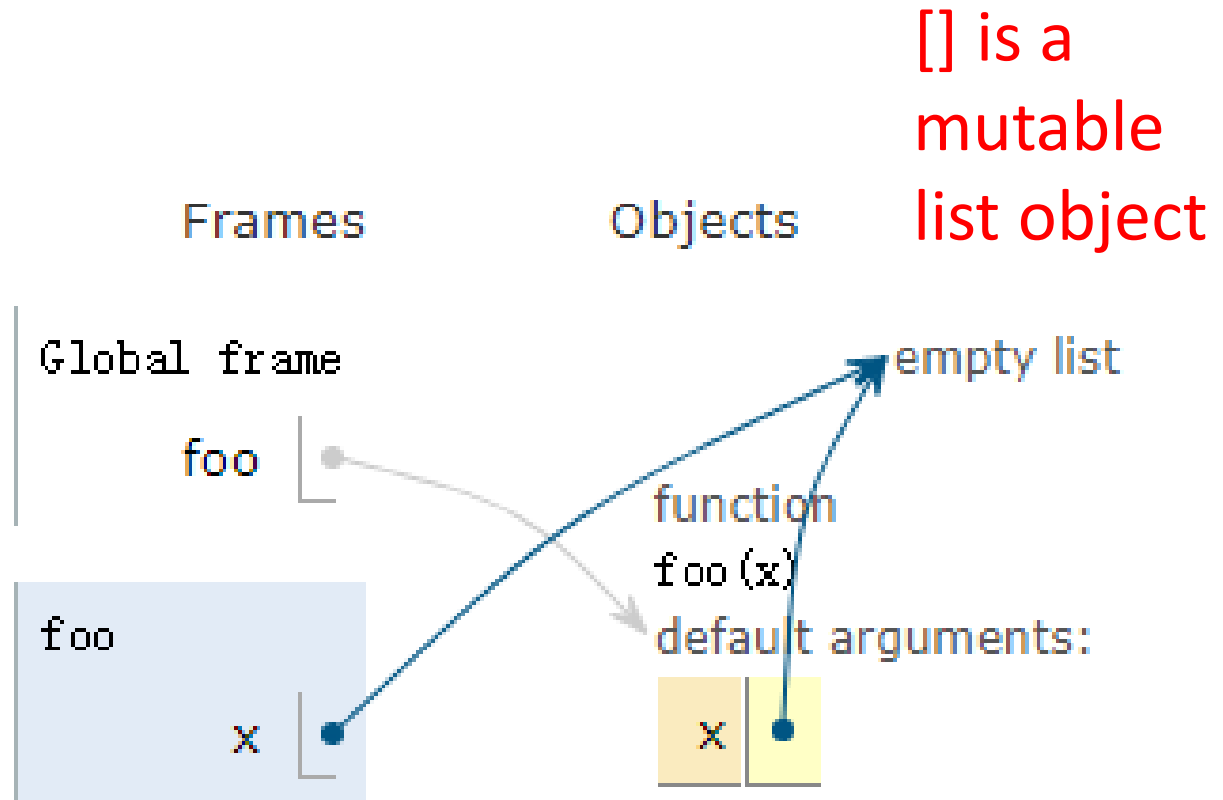 [] is a
mutable
list object
Frames
Objects
Global frame
empty list
foo
function
foo(x)
default arguments:
foo
x
x